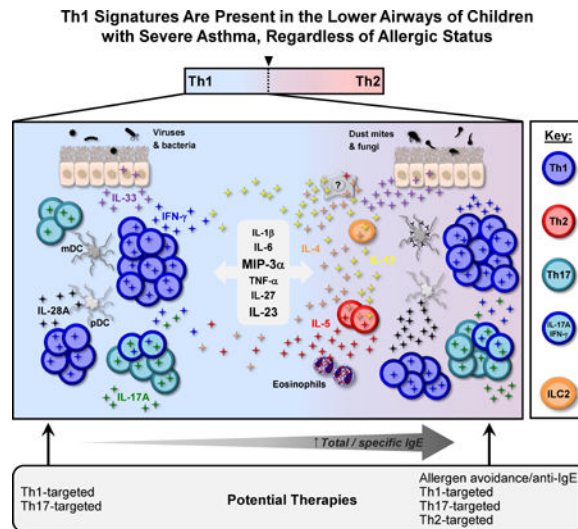 Th1 Signatures Are Present in the Lower Airways of Children
with Severe Asthma, Regardless of Allergic Status
Th1
Th2
Viruses
& bacteria
Dust mites
& fungi
Key:
IL-33
IFN-γ
?
Th1
mDC
IL-1β
IL-6
MIP-3α
TNF-α
IL-27
IL-23
IL-4
IL-13
Th2
IL-28A
pDC
Th17
IL-5
IL-17A
IFN-γ
IL-17A
Eosinophils
ILC2
↑Total / specific IgE
Th1-targeted
Th17-targeted
Potential Therapies
Allergen avoidance/anti-IgE
Th1-targeted
Th17-targeted
Th2-targeted